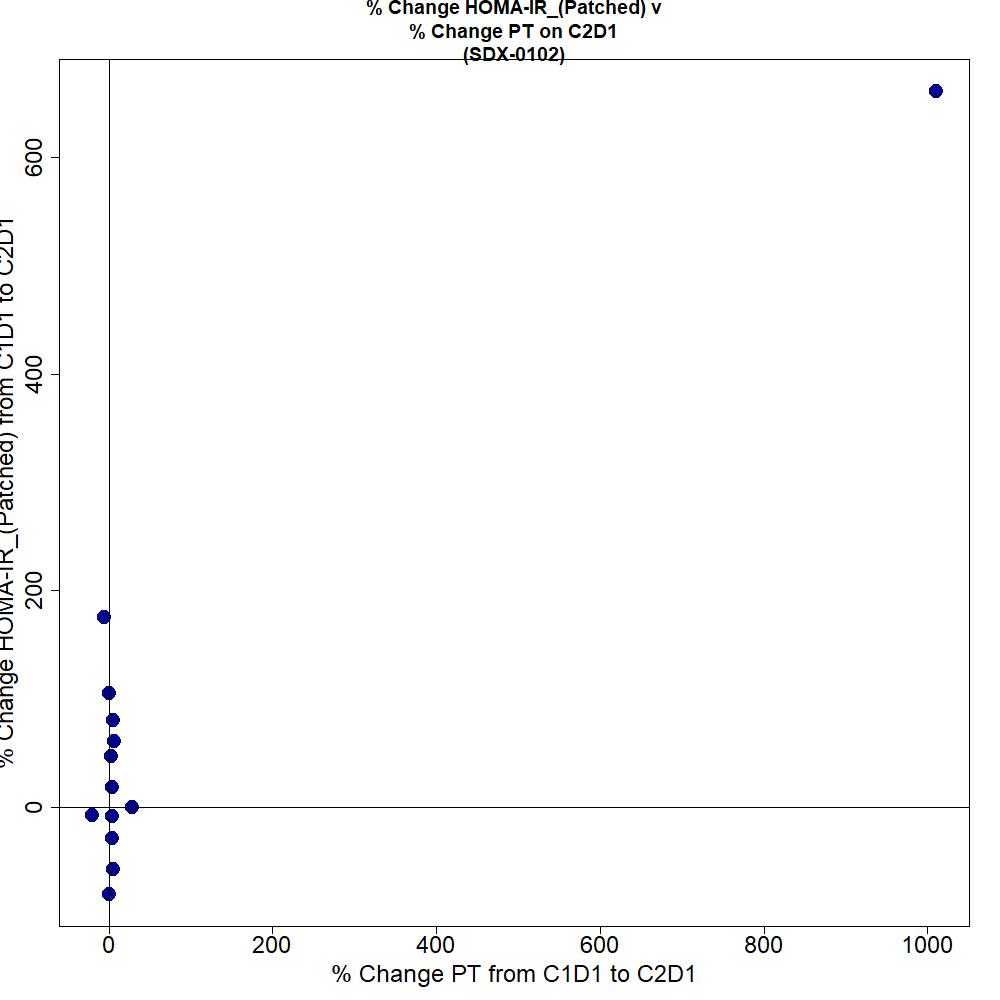 % Change HOMA-IR_(Patched) v
% Change PT on C2D1
(SDX-0102)
% Change HOMA-IR_(Patched) from C1D1 to C2D1
600
400
200
0
0 200 400 600 800 1000
% Change PT from C1D1 to C2D1